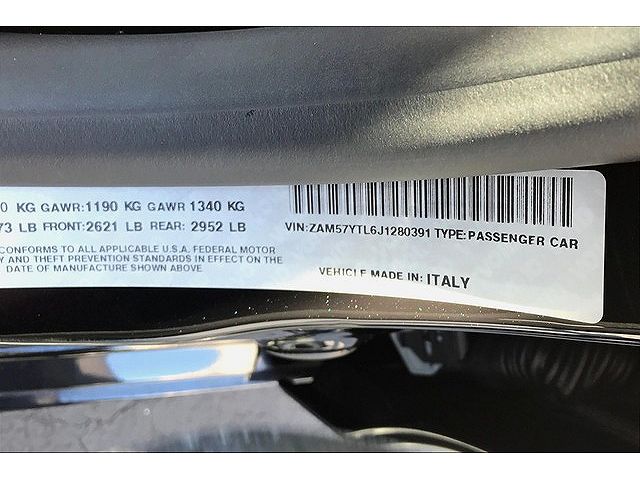 0 KG GAWR:1190 KG GAWR 1340 KG
73 LB FRONT:2621 LB REAR: 2952 LB
CONFORMS TO ALL APPLICABLE U.S.A. FEDERAL MOTOR
Y AND THEFT PREVENTION STANDARDS IN EFFECT ON THE
DATE OF MANUFACTURE SHOWN ABOVE
VIN:ZAM57YTL6J1280391 TYPE:PASSENGER CAR
VEHICLE MADE IN: ITALY